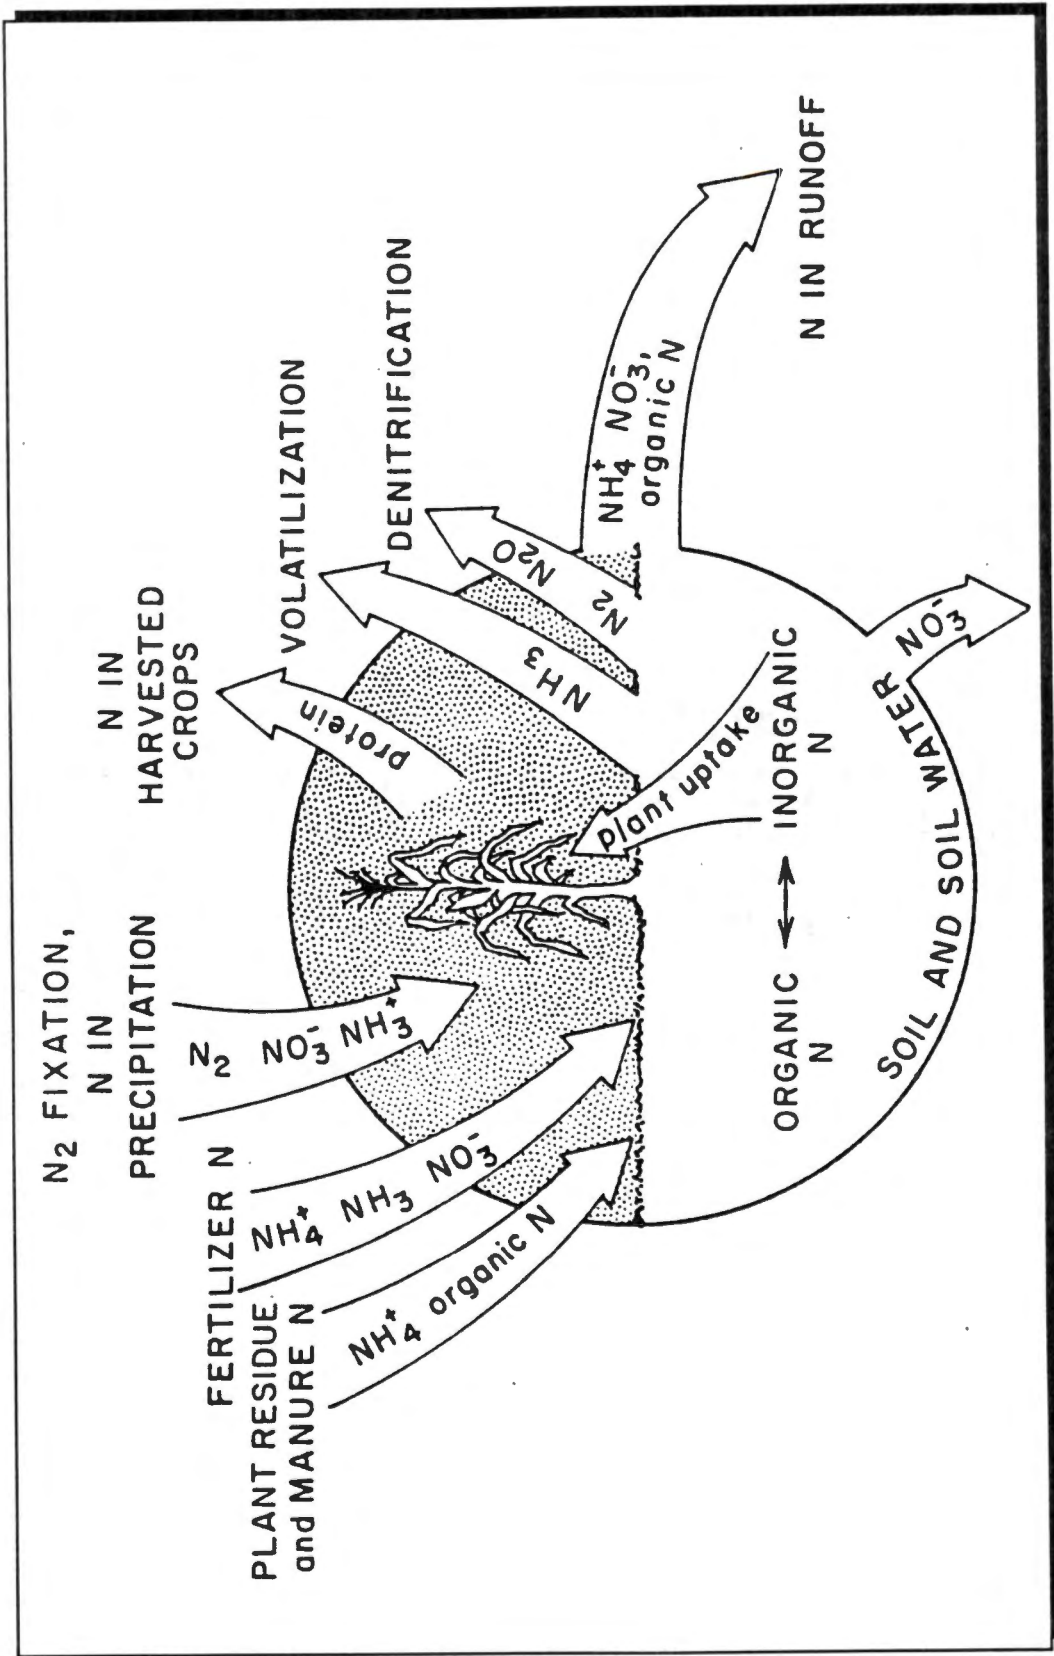 N₂ FIXATION,
N IN
PRECIPITATION
N₂ NO₃⁻ NH₃⁺
FERTILIZER N
NH₄⁺ NH₃ NO₃⁻
PLANT RESIDUE
and MANURE N
NH₄⁺ organic N
N IN
HARVESTED
CROPS
protein
VOLATILIZATION
NH₃
DENITRIFICATION
N₂ N₂O
NH₄⁺ NO₃⁻,
organic N
N IN RUNOFF
plant uptake
ORGANIC
N
INORGANIC
N
SOIL AND SOIL WATER
NO₃⁻